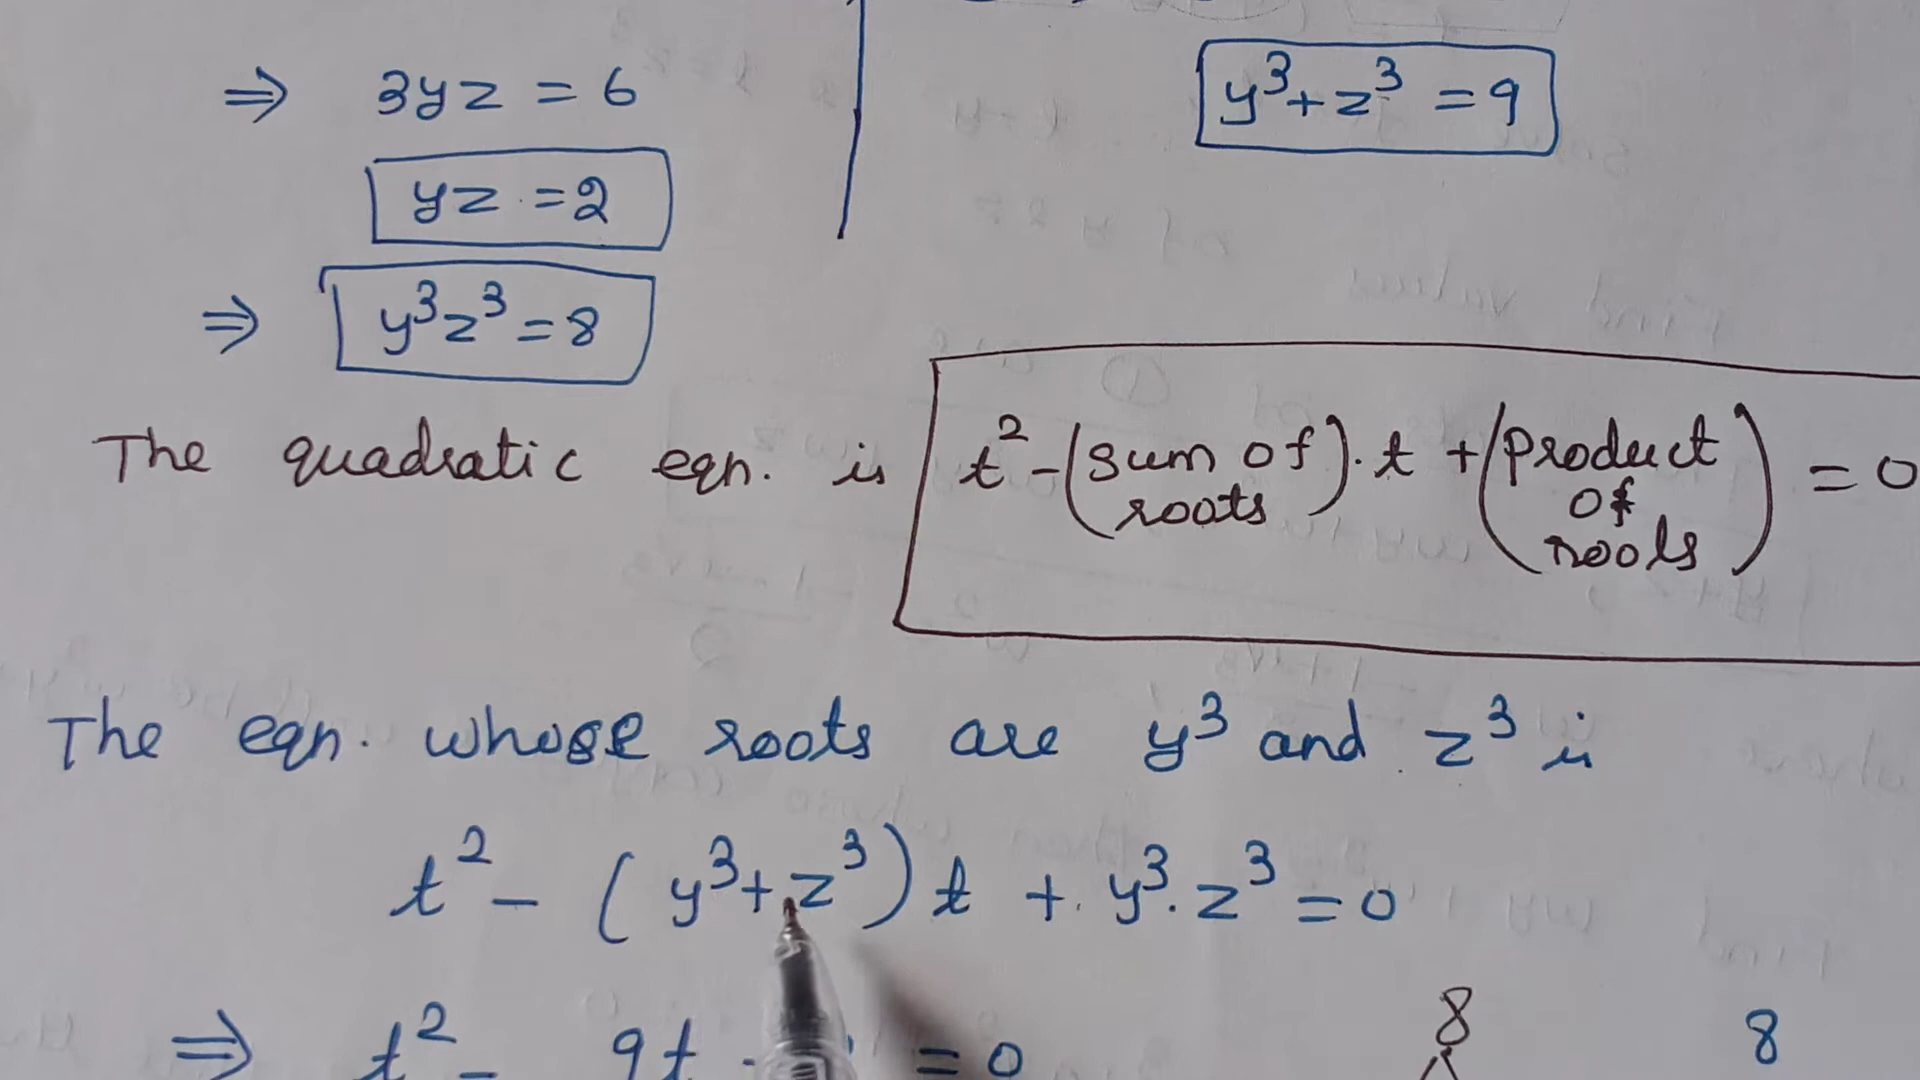 ⇒ 3yz = 6
y³ + z³ = 9
yz = 2
⇒ y³z³ = 8
The quadratic eqn. is t² - (sum of roots). t + (product of roots) = 0
The eqn. whose roots are y³ and z³ is
t² - (y³ + z³) t + y³. z³ = 0
⇒ t² - 9t = 0
8
8